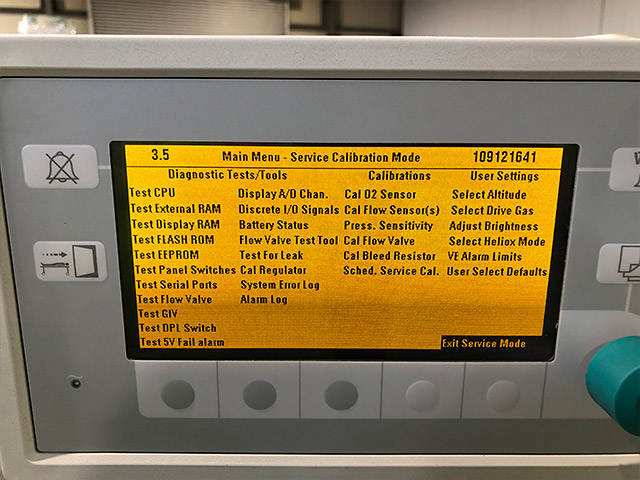 3.5 Main Menu - Service Calibration Mode 109121641
Diagnostic Tests/Tools Calibrations User Settings
Test CPU Display A/D Chan. Cal O2 Sensor Select Altitude
Test External RAM Discrete I/O Signals Cal Flow Sensor(s) Select Drive Gas
Test Display RAM Battery Status Press. Sensitivity Adjust Brightness
Test FLASH ROM Flow Valve Test Tool Cal Flow Valve Select Heliox Mode
Test EEPROM Test For Leak Cal Bleed Resistor VE Alarm Limits
Test Panel Switches Cal Regulator Sched. Service Cal. User Select Defaults
Test Serial Ports System Error Log
Test Flow Valve Alarm Log
Test GIV
Test DPL Switch
Test 5V Fail alarm Exit Service Mode